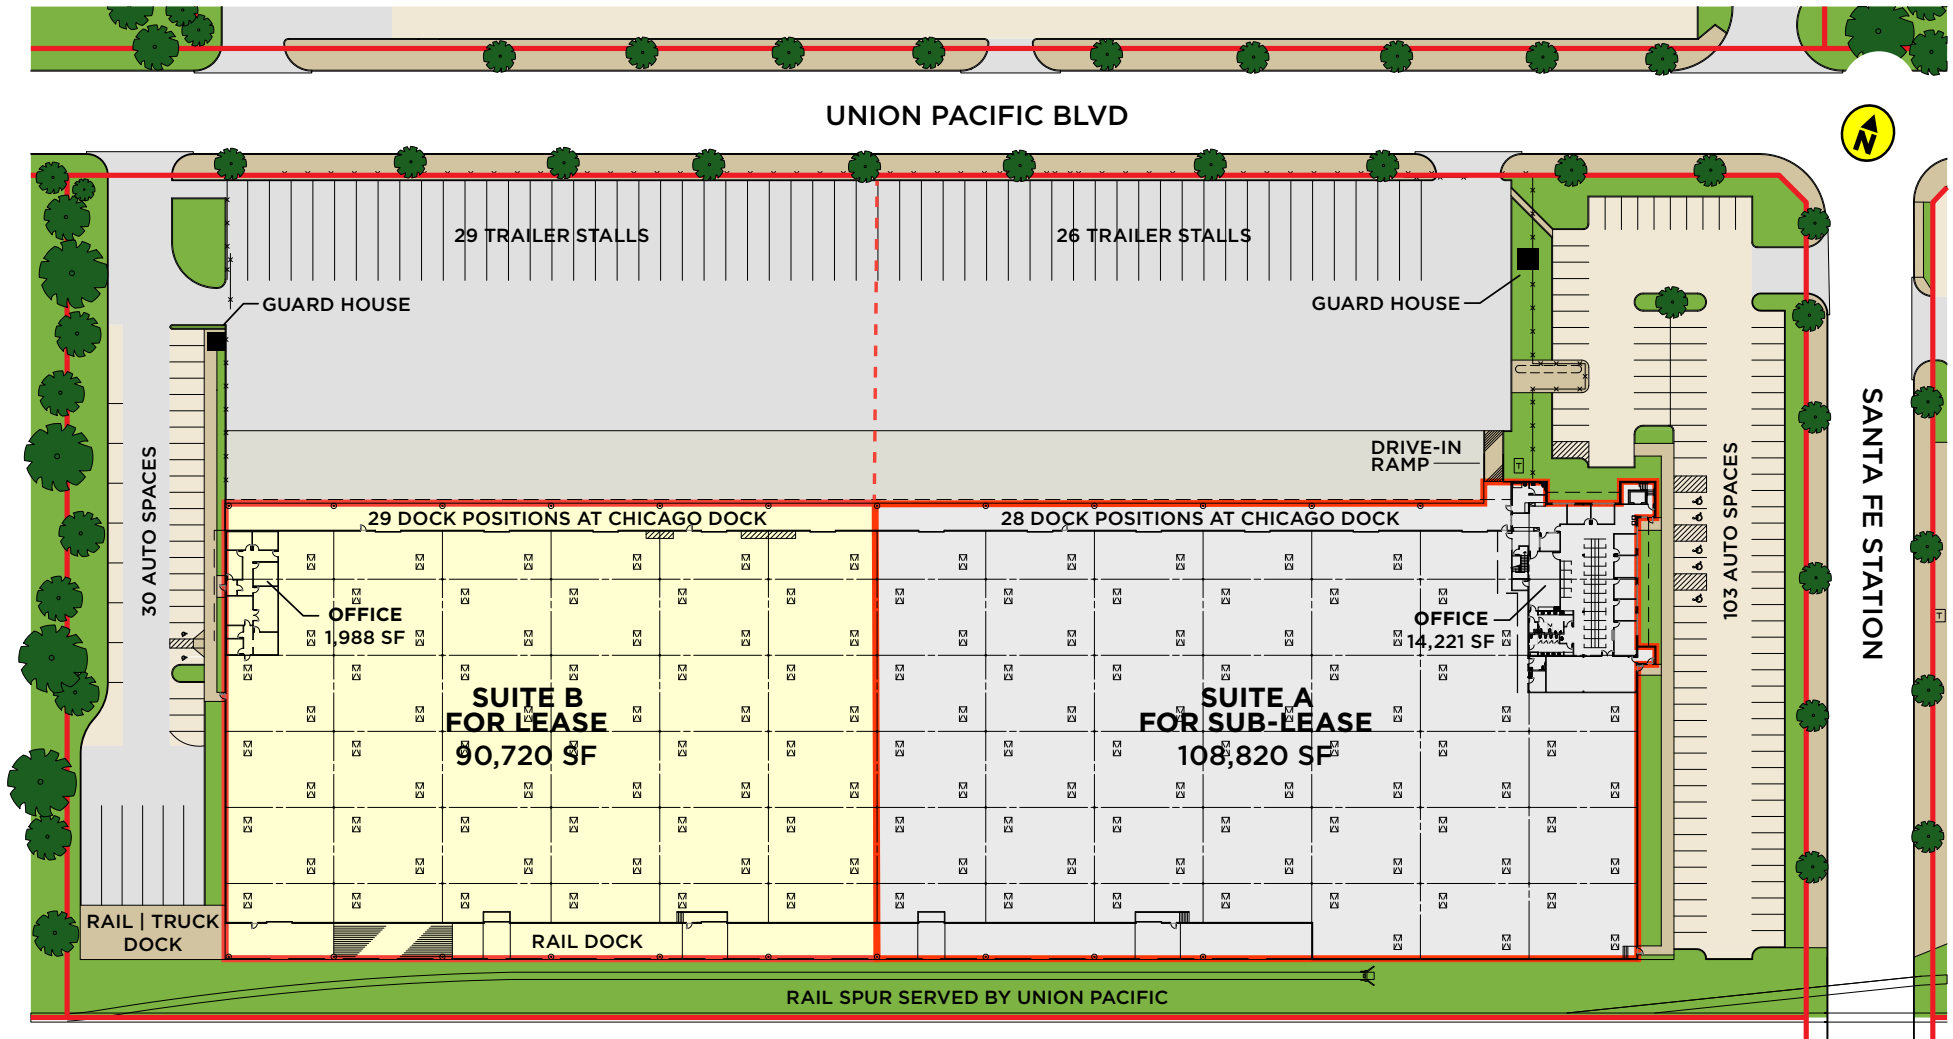 UNION PACIFIC BLVD
N
29 TRAILER STALLS
26 TRAILER STALLS
GUARD HOUSE
GUARD HOUSE
DRIVE-IN
RAMP
T
30 AUTO SPACES
29 DOCK POSITIONS AT CHICAGO DOCK
28 DOCK POSITIONS AT CHICAGO DOCK
103 AUTO SPACES
SANTA FE STATION
T
OFFICE
1,988 SF
OFFICE
14,221 SF
SUITE B
FOR LEASE
90,720 SF
SUITE A
FOR SUB-LEASE
108,820 SF
RAIL | TRUCK
DOCK
RAIL DOCK
RAIL SPUR SERVED BY UNION PACIFIC